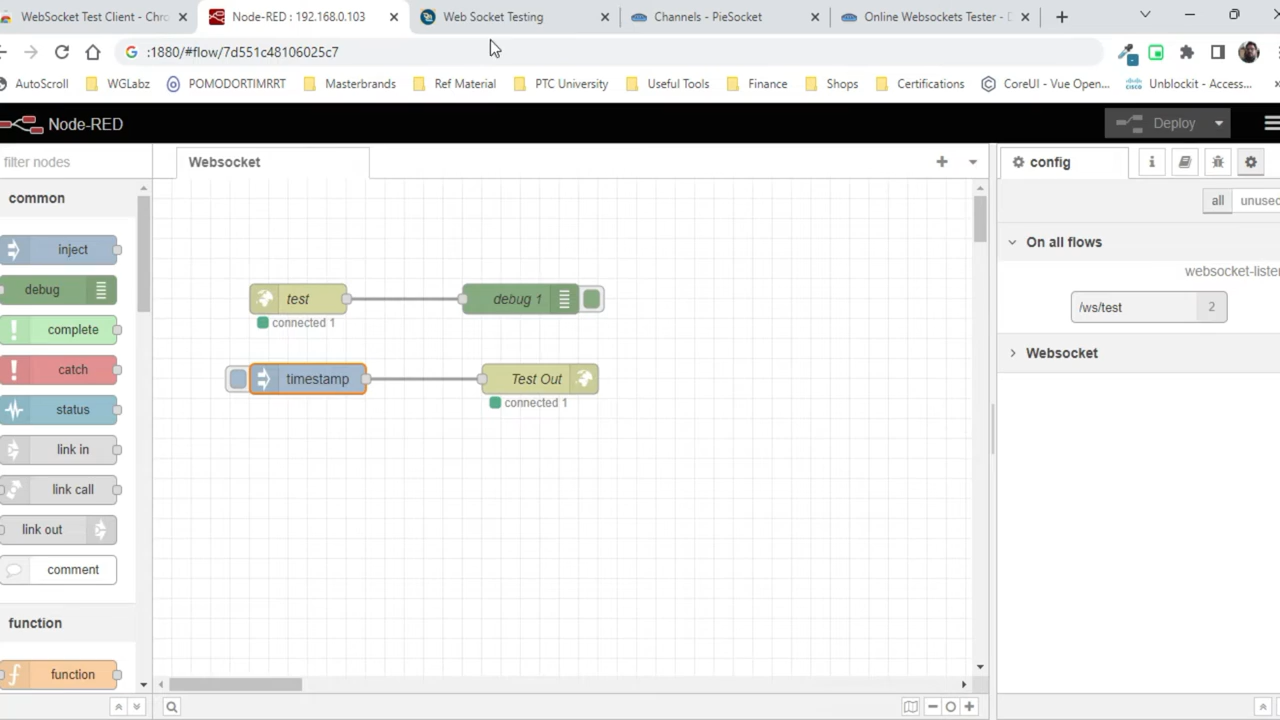 WebSocket Test Client - Chro
Node-RED : 192.168.0.103
Web Socket Testing
Channels - PieSocket
Online Websockets Tester - D
:1880/#flow/7d551c48106025c7
AutoScroll
WGLabz
POMODORTIMRRT
Masterbrands
Ref Material
PTC University
Useful Tools
Finance
Shops
Certifications
CoreUI - Vue Open...
Unblockit - Access...
Node-RED
Deploy
filter nodes
Websocket
config
common
all
unused
inject
On all flows
debug
websocket-listen
test
debug 1
/ws/test
2
connected 1
complete
Websocket
catch
timestamp
Test Out
connected 1
status
link in
link call
link out
comment
function
function